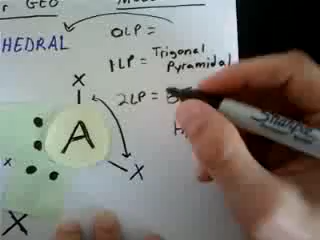 GEO
HEDRAL
0LP =
1LP = Trigonal
Pyramidal
2LP = B
X
A
X
x
X
Sharpie